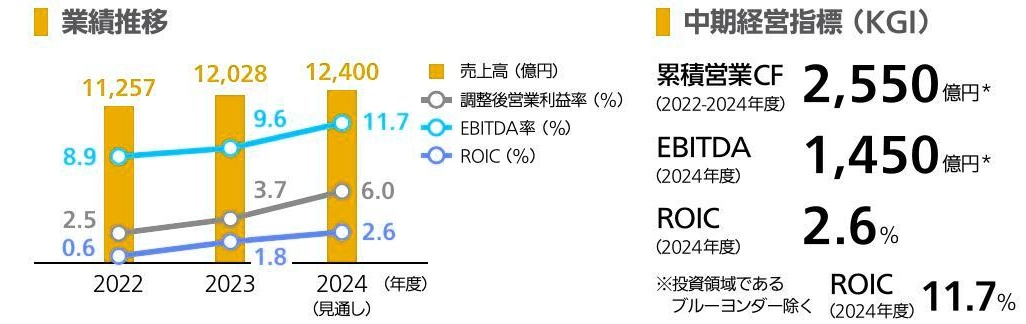 業績推移
11,257
12,028
12,400
8.9
9.6
11.7
2.5
3.7
6.0
0.6
1.8
2.6
2022
2023
2024
(年度)
(見通し)
売上高 (億円)
調整後営業利益率 (%)
EBITDA率 (%)
ROIC (%)
中期経営指標 (KGI)
累積営業CF
(2022-2024年度)
2,550億円*
EBITDA
(2024年度)
1,450億円*
ROIC
(2024年度)
2.6%
※投資領域である
ブルーヨンダー除く
ROIC
(2024年度)
11.7%